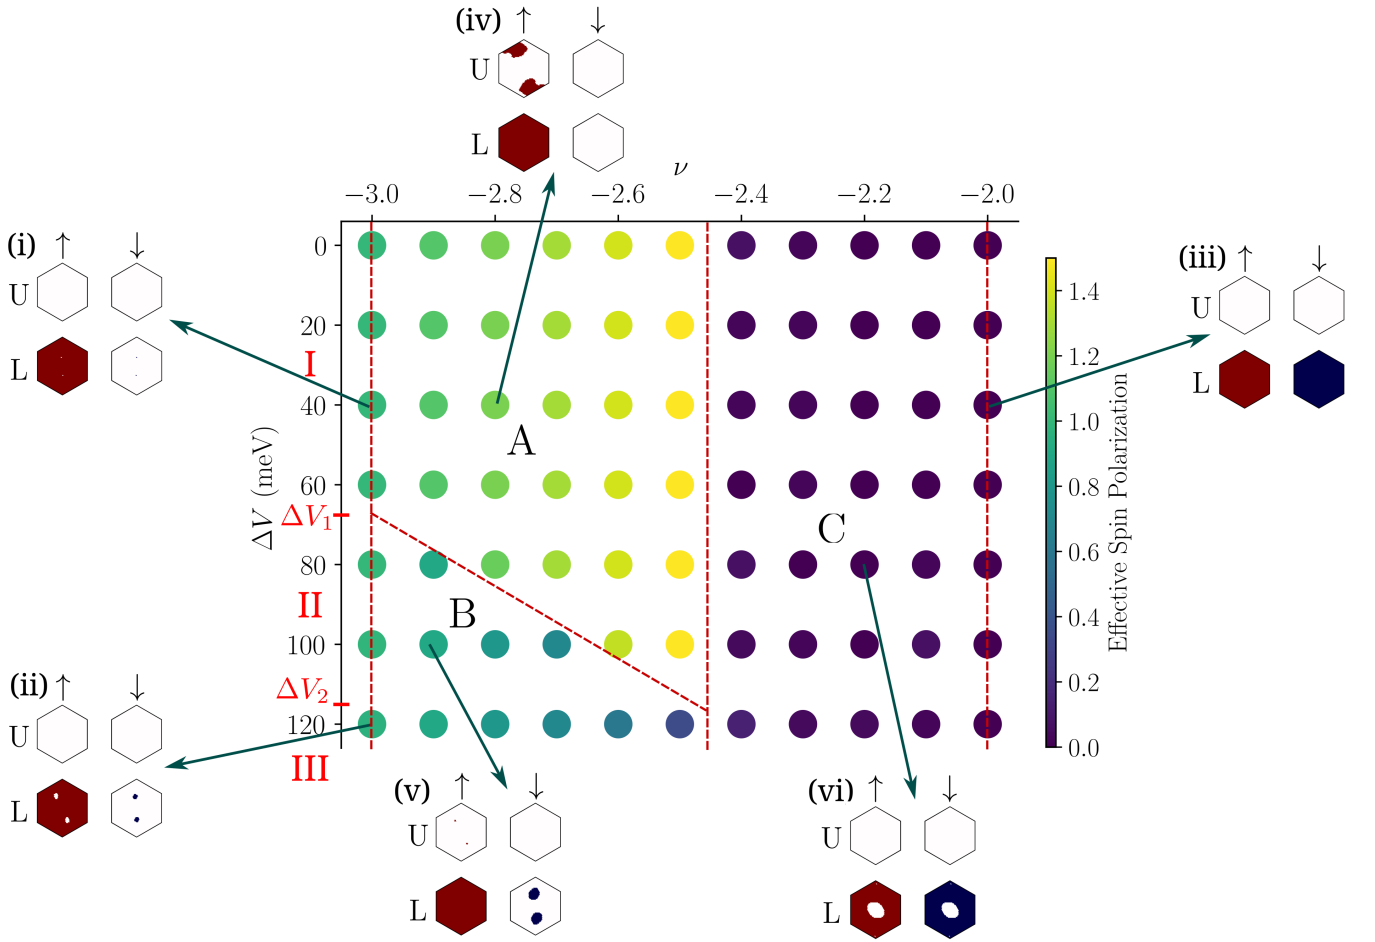 (iv) ↑ ↓
U
L
ν
−3.0 −2.8 −2.6 −2.4 −2.2 −2.0
(i) ↑ ↓
U
L
(iii) ↑ ↓
U
L
0
20
I
40
A
60
ΔV (meV)
ΔV₁
C
80
II
B
100
ΔV₂
120
III
1.4
1.2
1.0
0.8
0.6
0.4
0.2
0.0
Effective Spin Polarization
(ii) ↑ ↓
U
L
(v) ↑ ↓
U
L
(vi) ↑ ↓
U
L